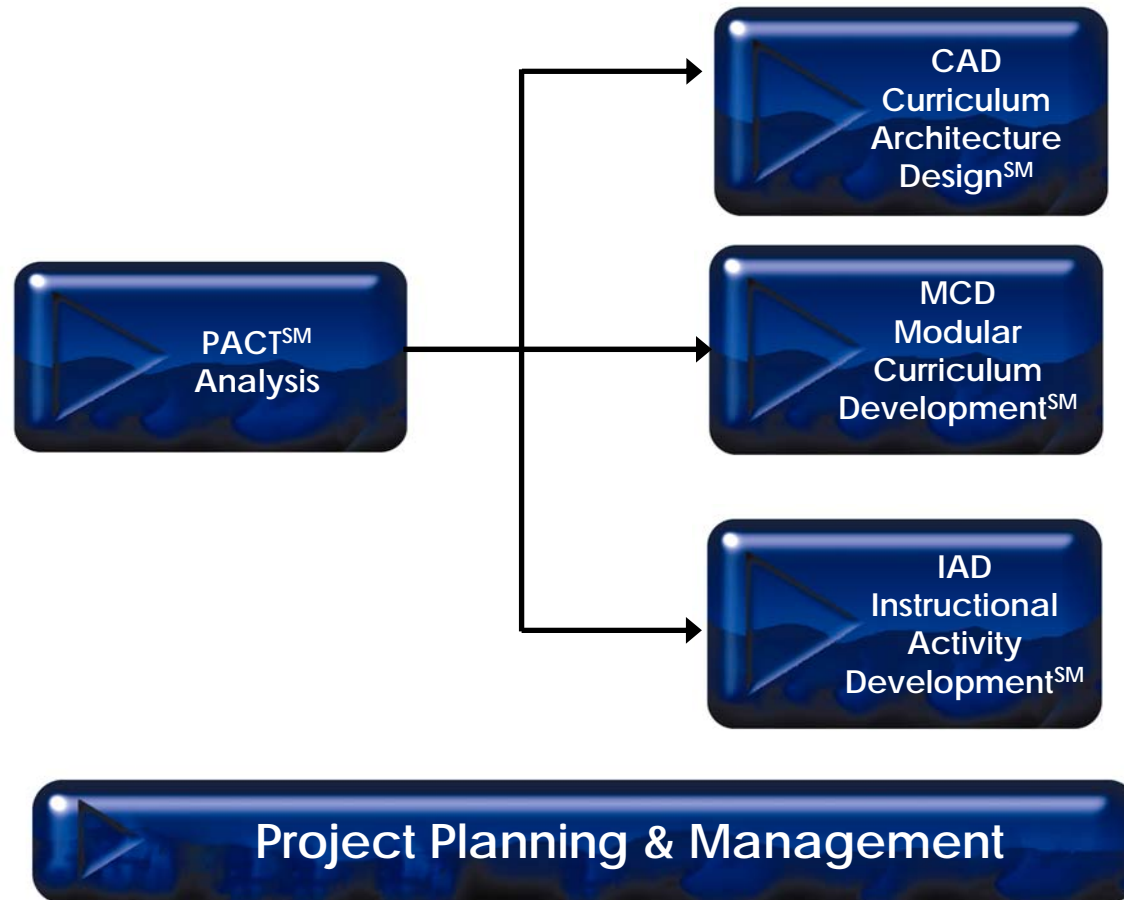 CAD
Curriculum
Architecture
Design℠
PACT℠
Analysis
MCD
Modular
Curriculum
Development℠
IAD
Instructional
Activity
Development℠
Project Planning & Management